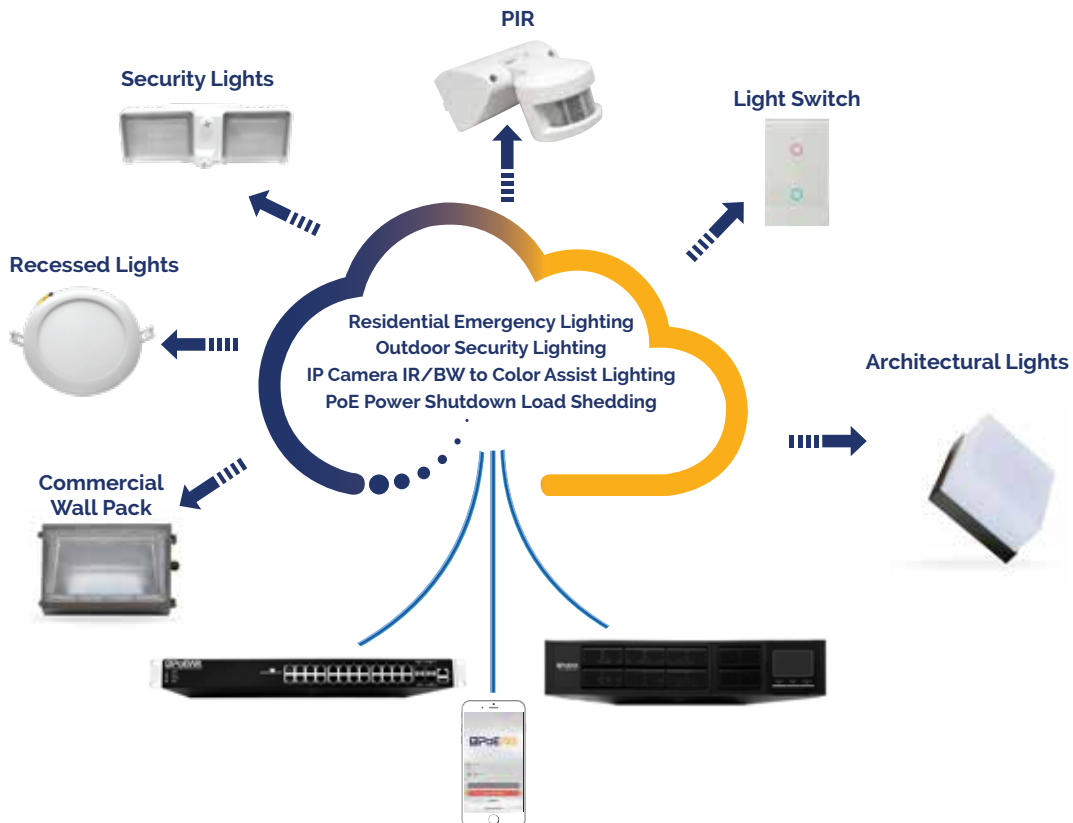 PIR
Security Lights
Light Switch
Recessed Lights
Residential Emergency Lighting
Outdoor Security Lighting
IP Camera IR/BW to Color Assist Lighting
PoE Power Shutdown Load Shedding
Architectural Lights
Commercial
Wall Pack